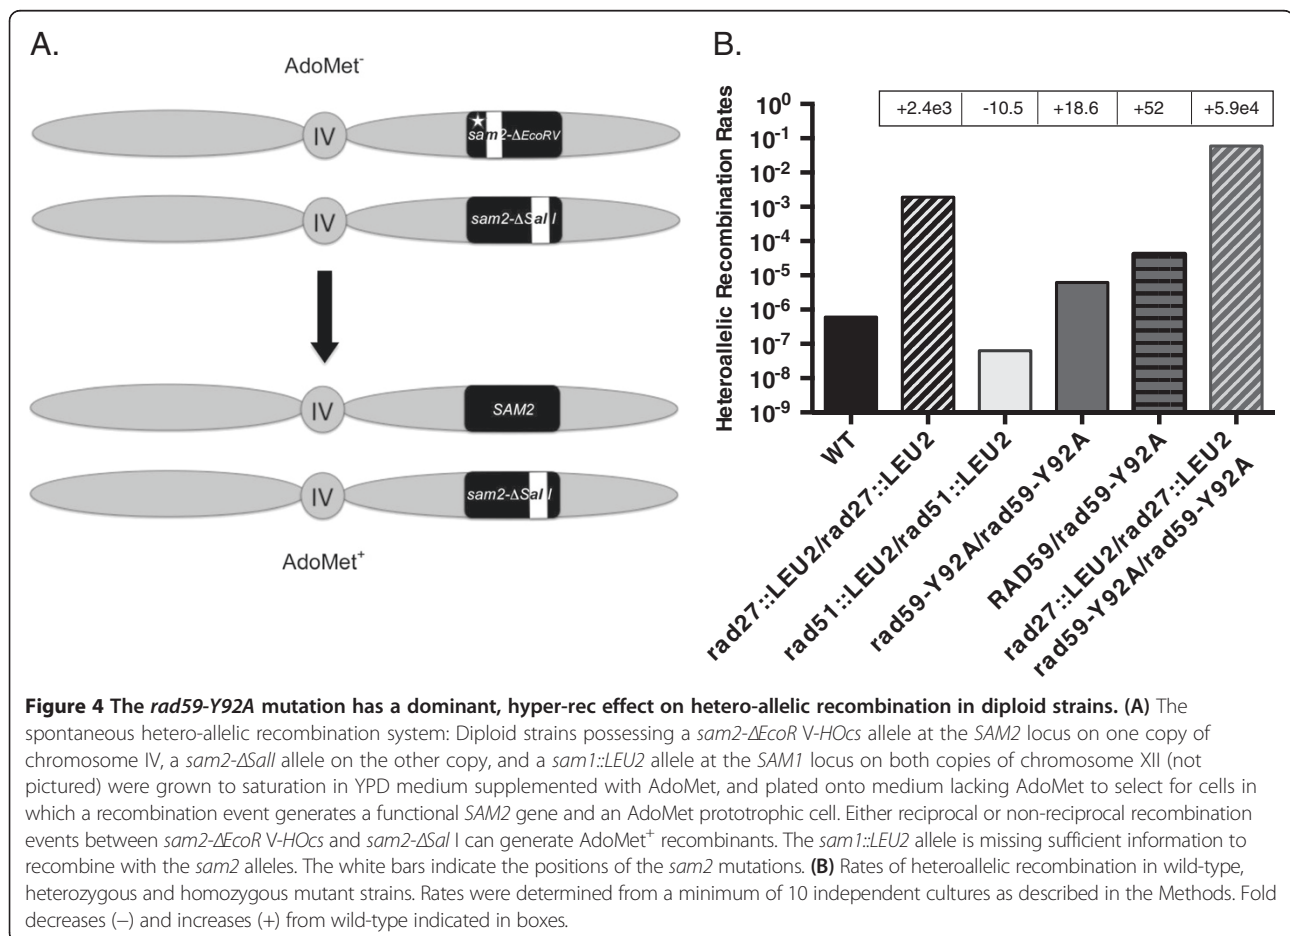 A.
AdoMet-
IV
sam2-ΔEcoRV
IV
sam2-ΔSal I
IV
SAM2
IV
sam2-ΔSal I
AdoMet+
B.
+2.4e3 -10.5 +18.6 +52 +5.9e4
Heteroallelic Recombination Rates
10^0
10^-1
10^-2
10^-3
10^-4
10^-5
10^-6
10^-7
10^-8
10^-9
WT
rad27::LEU2/rad27::LEU2
rad51::LEU2/rad51::LEU2
rad59-Y92A/rad59-Y92A
RAD59/rad59-Y92A
rad27::LEU2/rad27::LEU2
rad59-Y92A/rad59-Y92A
Figure 4 The rad59-Y92A mutation has a dominant, hyper-rec effect on hetero-allelic recombination in diploid strains. (A) The
spontaneous hetero-allelic recombination system: Diploid strains possessing a sam2-ΔEcoR V-HOcs allele at the SAM2 locus on one copy of
chromosome IV, a sam2-ΔSalI allele on the other copy, and a sam1::LEU2 allele at the SAM1 locus on both copies of chromosome XII (not
pictured) were grown to saturation in YPD medium supplemented with AdoMet, and plated onto medium lacking AdoMet to select for cells in
which a recombination event generates a functional SAM2 gene and an AdoMet prototrophic cell. Either reciprocal or non-reciprocal recombination
events between sam2-ΔEcoR V-HOcs and sam2-ΔSal I can generate AdoMet+ recombinants. The sam1::LEU2 allele is missing sufficient information to
recombine with the sam2 alleles. The white bars indicate the positions of the sam2 mutations. (B) Rates of heteroallelic recombination in wild-type,
heterozygous and homozygous mutant strains. Rates were determined from a minimum of 10 independent cultures as described in the Methods. Fold
decreases (−) and increases (+) from wild-type indicated in boxes.